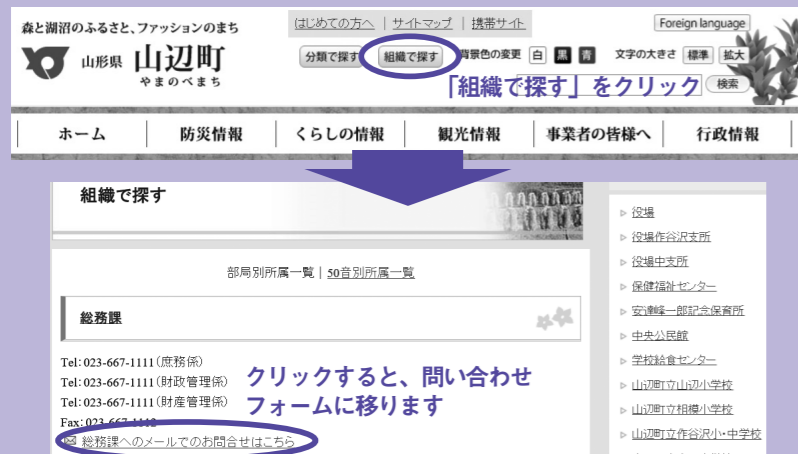 森と湖沼のふるさと、ファッションのまち
はじめての方へ | サイトマップ | 携帯サイト
Foreign language
山形県 山辺町
やまのべまち
分類で探す 組織で探す 背景色の変更 白 黒 青 文字の大きさ 標準 拡大
「組織で探す」をクリック 検索
ホーム 防災情報 くらしの情報 観光情報 事業者の皆様へ 行政情報
組織で探す
部局別所属一覧 | 50音別所属一覧
総務課
Tel:023-667-1111(庶務係)
Tel:023-667-1111(財政管理係)
Tel:023-667-1111(財産管理係)
Fax:023-667-1112
総務課へのメールでのお問合せはこちら
クリックすると、問い合わせ
フォームに移ります
役場
役場作谷沢支所
役場中支所
保健福祉センター
安達峰一郎記念保育所
中央公民館
学校給食センター
山辺町立山辺小学校
山辺町立相模小学校
山辺町立作谷沢小・中学校